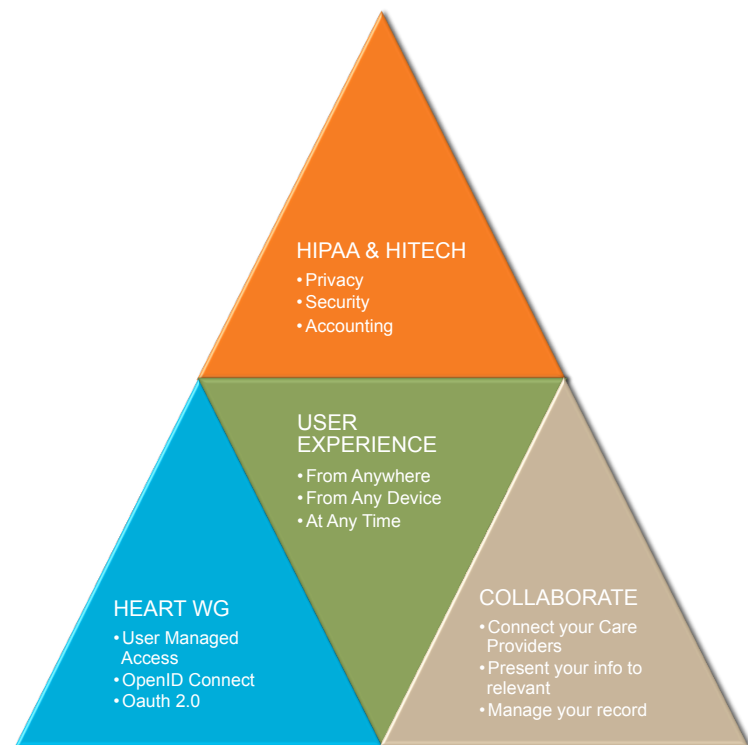 HIPAA & HITECH
• Privacy
• Security
• Accounting
USER
EXPERIENCE
• From Anywhere
• From Any Device
• At Any Time
HEART WG
• User Managed
Access
• OpenID Connect
• Oauth 2.0
COLLABORATE
• Connect your Care
Providers
• Present your info to
relevant
• Manage your record